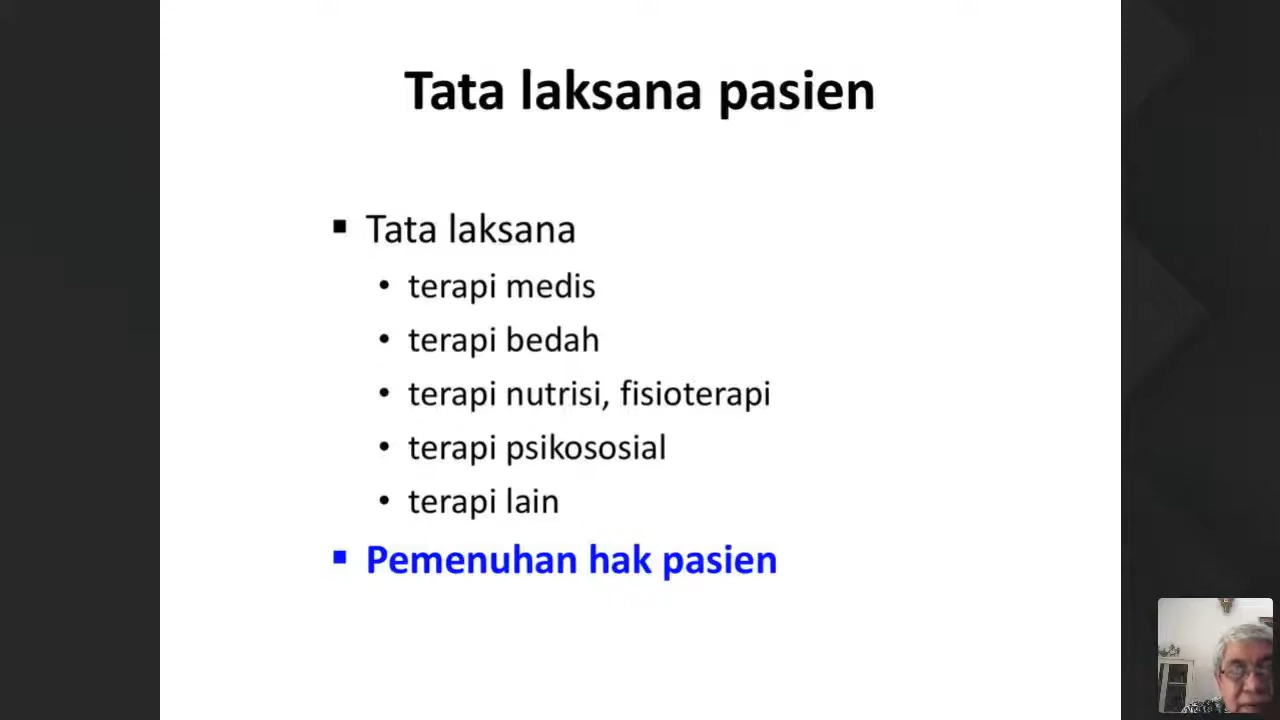 Tata laksana pasien
▪ Tata laksana
• terapi medis
• terapi bedah
• terapi nutrisi, fisioterapi
• terapi psikososial
• terapi lain
▪ Pemenuhan hak pasien